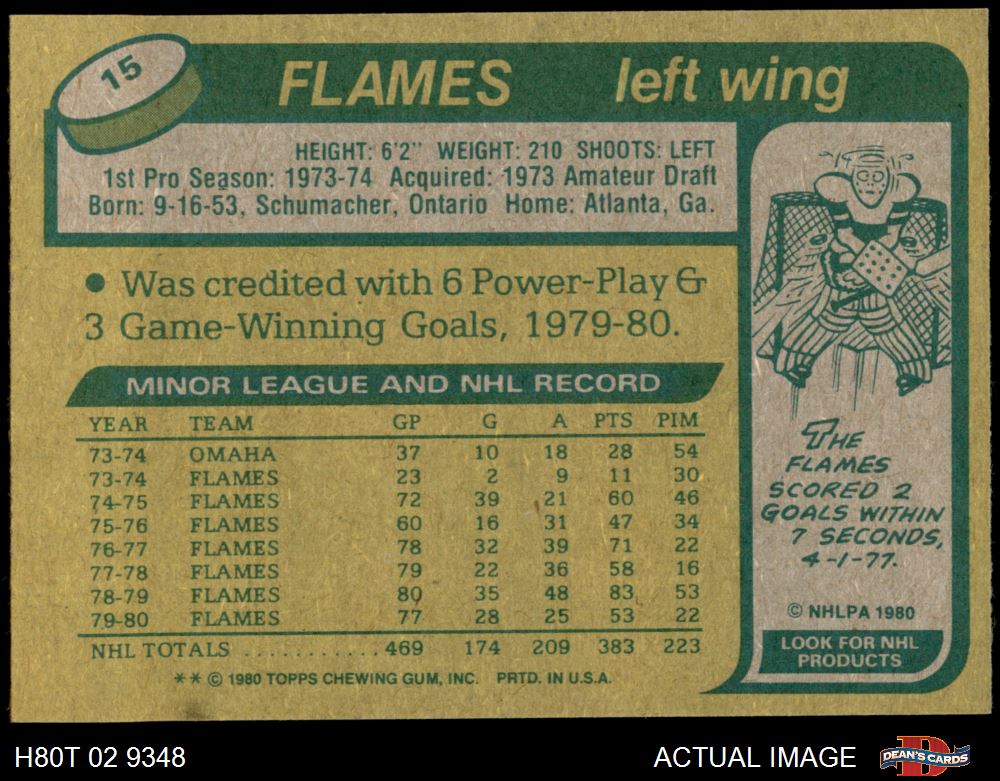 15
FLAMES left wing
HEIGHT: 6'2" WEIGHT: 210 SHOOTS: LEFT
1st Pro Season: 1973-74 Acquired: 1973 Amateur Draft
Born: 9-16-53, Schumacher, Ontario Home: Atlanta, Ga.
• Was credited with 6 Power-Play &
3 Game-Winning Goals, 1979-80.
MINOR LEAGUE AND NHL RECORD
YEAR TEAM GP G A PTS PIM
73-74 OMAHA 37 10 18 28 54
73-74 FLAMES 23 2 9 11 30
74-75 FLAMES 72 39 21 60 46
75-76 FLAMES 60 16 31 47 34
76-77 FLAMES 78 32 39 71 22
77-78 FLAMES 79 22 36 58 16
78-79 FLAMES 80 35 48 83 53
79-80 FLAMES 77 28 25 53 22
NHL TOTALS ........... 469 174 209 383 223
** © 1980 TOPPS CHEWING GUM, INC. PRTD. IN U.S.A.
THE
FLAMES
SCORED 2
GOALS WITHIN
7 SECONDS,
4-1-77.
© NHLPA 1980
LOOK FOR NHL
PRODUCTS
H80T 02 9348 ACTUAL IMAGE DEAN'S CARDS